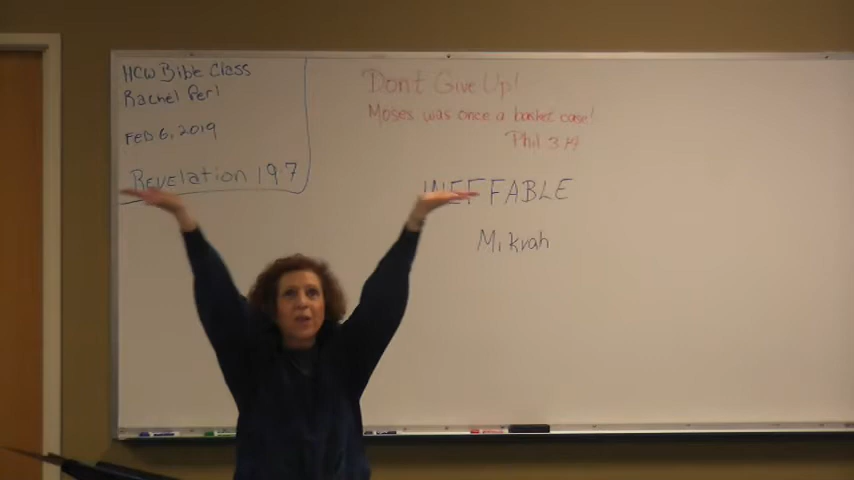 HCW Bible Class
Rachel Perl
FEB 6, 2019
REVElation 19:7
Don't Give Up!
Moses was once a basket case!
Phil 3:14
INEFFABLE
Mikrah